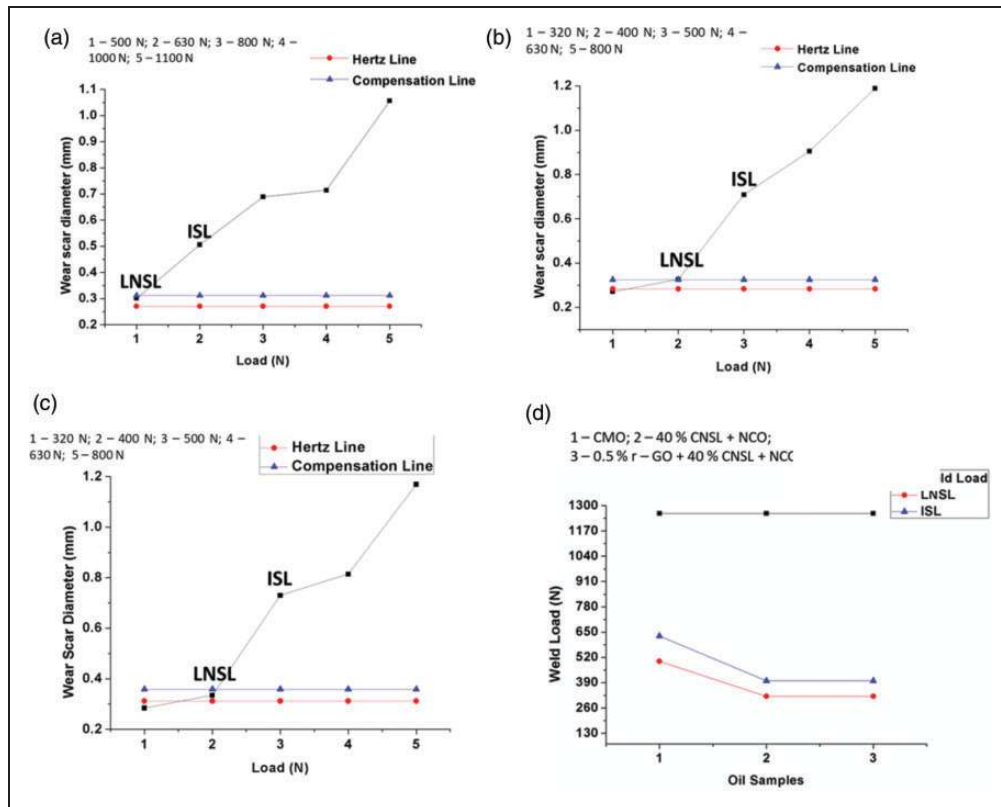 (a)
1 – 500 N; 2 – 630 N; 3 – 800 N; 4 –
1000 N; 5 – 1100 N
Hertz Line
Compensation Line
1.1
1.0
0.9
0.8
0.7
0.6
0.5
0.4
0.3
0.2
Wear scar diameter (mm)
LNSL
ISL
1 2 3 4 5
Load (N)
(b)
1 – 320 N; 2 – 400 N; 3 – 500 N; 4 –
630 N; 5 – 800 N
Hertz Line
Compensation Line
1.2
1.0
0.8
0.6
0.4
0.2
Wear scar diameter (mm)
LNSL
ISL
1 2 3 4 5
Load (N)
(c)
1 – 320 N; 2 – 400 N; 3 – 500 N; 4 –
630 N; 5 – 800 N
Hertz Line
Compensation Line
1.2
1.0
0.8
0.6
0.4
0.2
Wear Scar Diameter (mm)
LNSL
ISL
1 2 3 4 5
Load (N)
(d)
1 – CMO; 2 – 40 % CNSL + NCO;
3 – 0.5 % r – GO + 40 % CNSL + NCC
ld Load
LNSL
ISL
1300
1170
1040
910
780
650
520
390
260
130
Weld Load (N)
1 2 3
Oil Samples